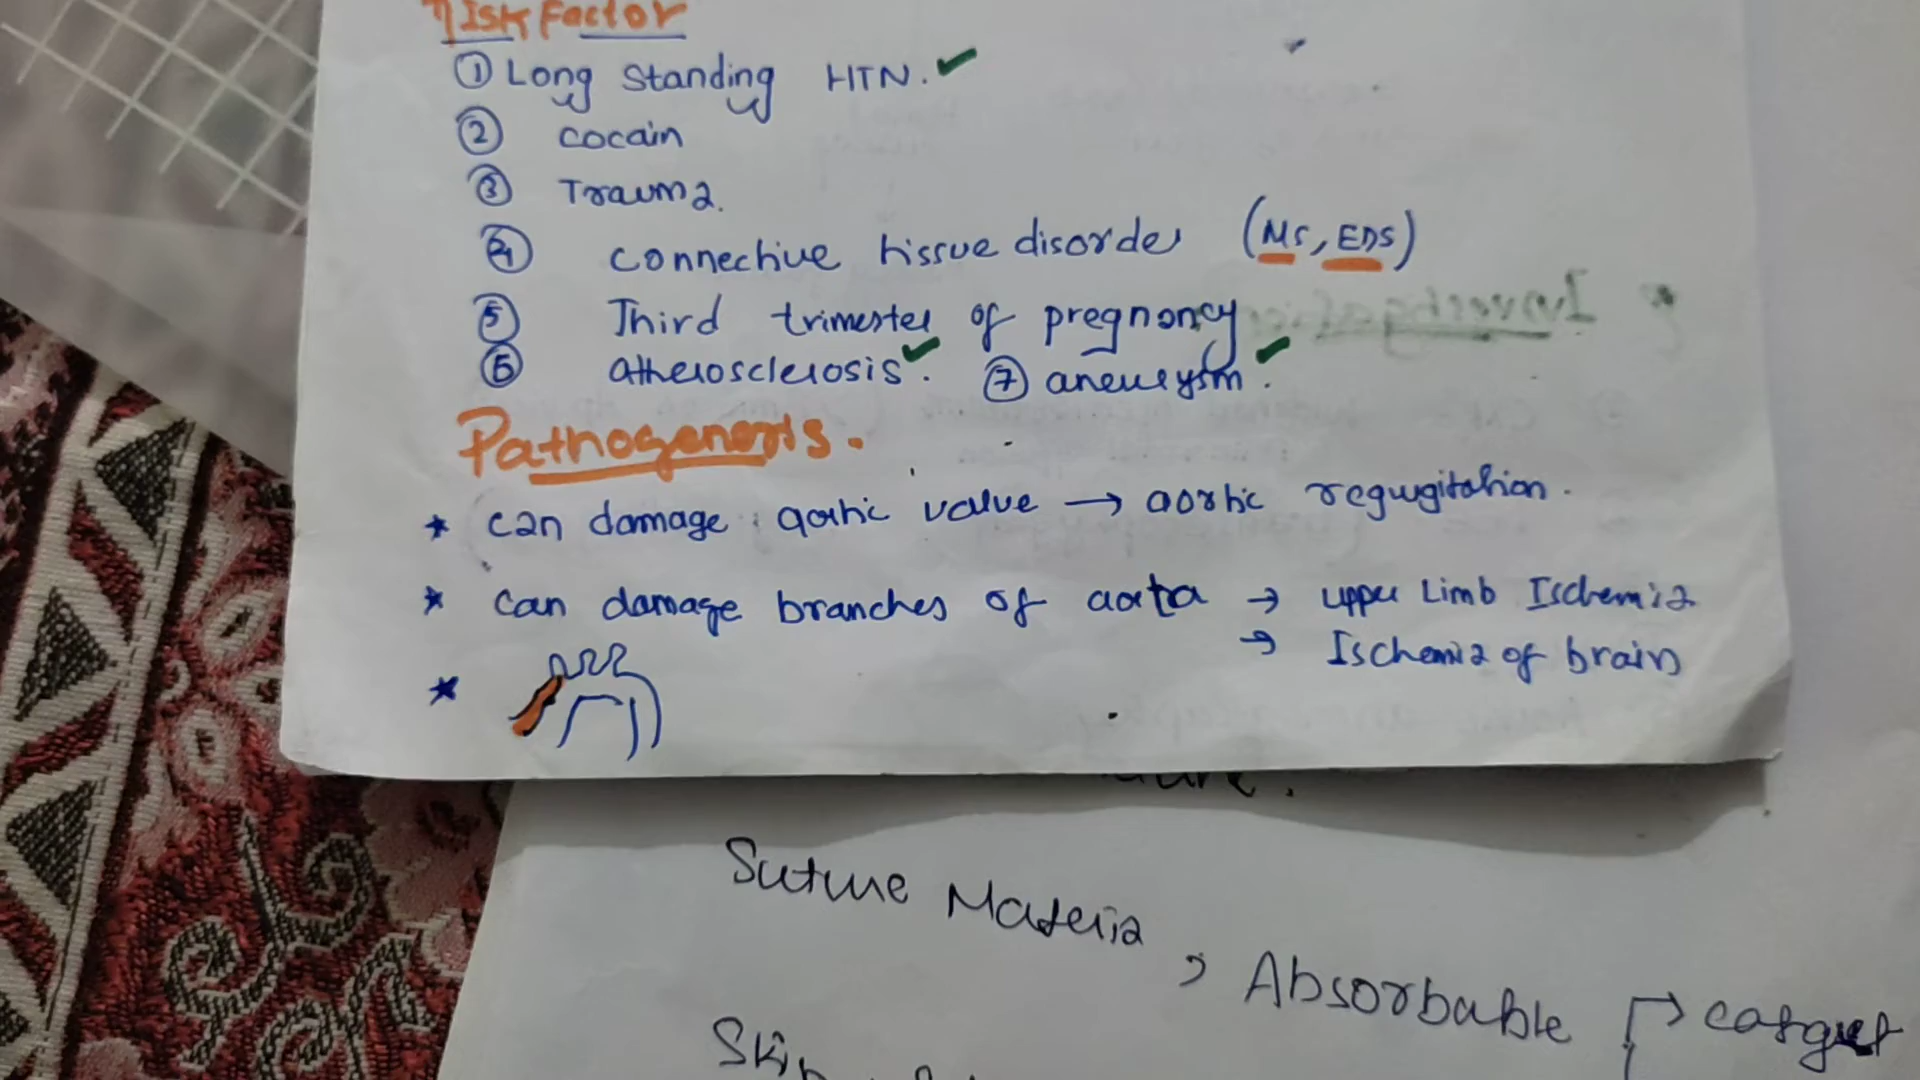 Risk Factor
① Long Standing HTN.
② cocain
③ Trauma.
④ connective tissue disorder (MS, EDS)
⑤ Third trimester of pregnancy
⑥ atherosclerosis. ⑦ aneurysm.
Pathogenesis.
* can damage aortic valve → aortic regurgitation.
* can damage branches of aorta → upper Limb Ischemia
→ Ischemia of brain
*
Suture Materia
, Absorbable → catgut
Skin